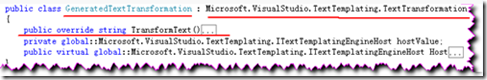 public class GeneratedTextTransformation : Microsoft.VisualStudio.TextTemplating.TextTransformation
{
public override string TransformText()...
private global::Microsoft.VisualStudio.TextTemplating.ITextTemplatingEngineHost hostValue;
public virtual global::Microsoft.VisualStudio.TextTemplating.ITextTemplatingEngineHost Host...